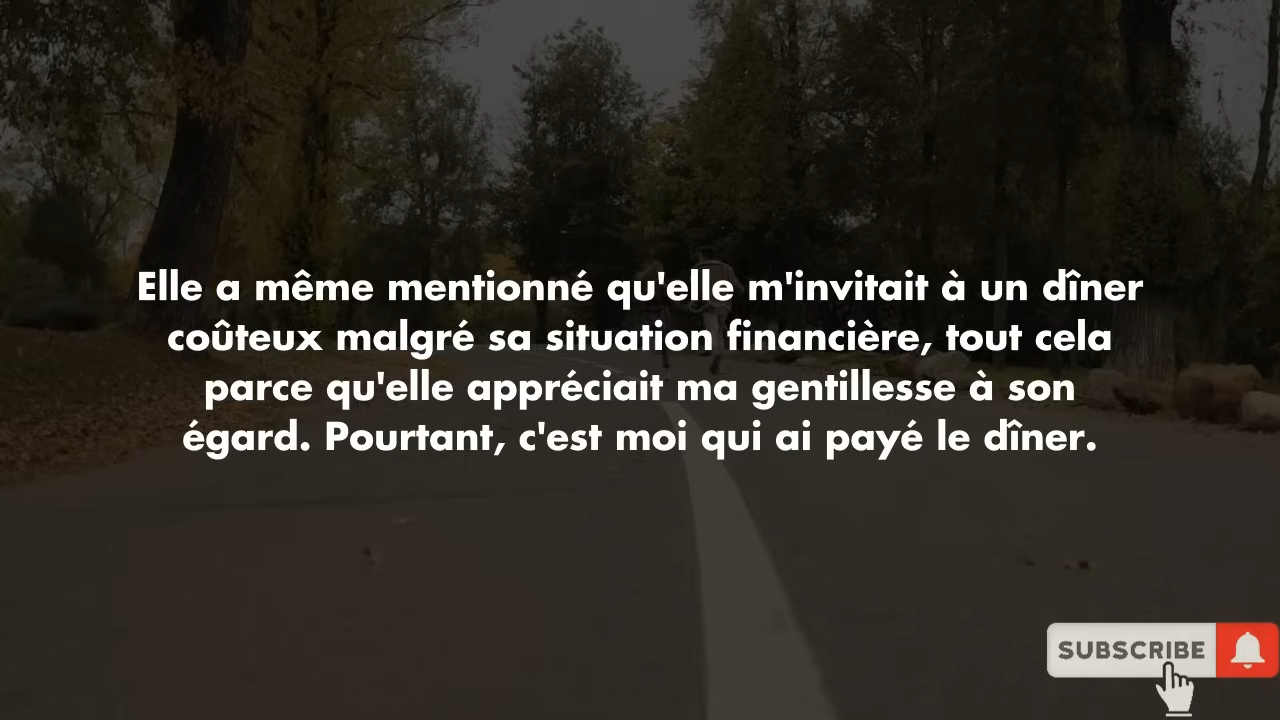 Elle a même mentionné qu'elle m'invitait à un dîner
coûteux malgré sa situation financière, tout cela
parce qu'elle appréciait ma gentillesse à son
égard. Pourtant, c'est moi qui ai payé le dîner.
SUBSCRIBE